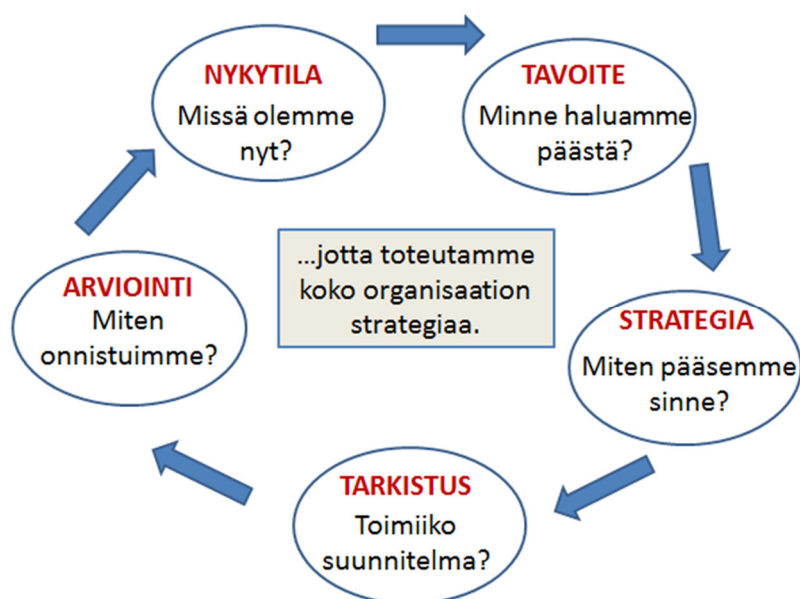 NYKYTILA
Missä olemme
nyt?
TAVOITE
Minne haluamme
päästä?
STRATEGIA
Miten pääsemme
sinne?
TARKISTUS
Toimiiko
suunnitelma?
ARVIOINTI
Miten
onnistuimme?
...jotta toteutamme
koko organisaation
strategiaa.